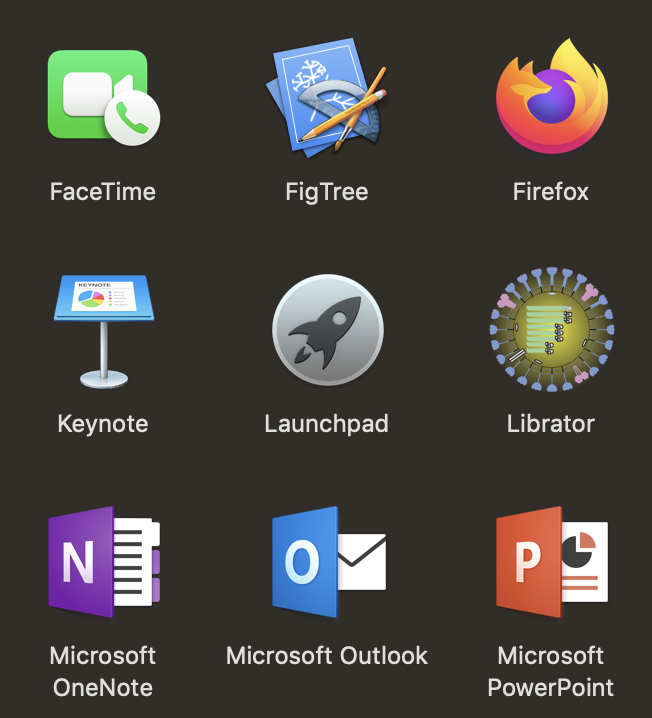 FaceTime
FigTree
Firefox
KEYNOTE
Keynote
Launchpad
Librator
N
O
P
Microsoft
OneNote
Microsoft Outlook
Microsoft
PowerPoint